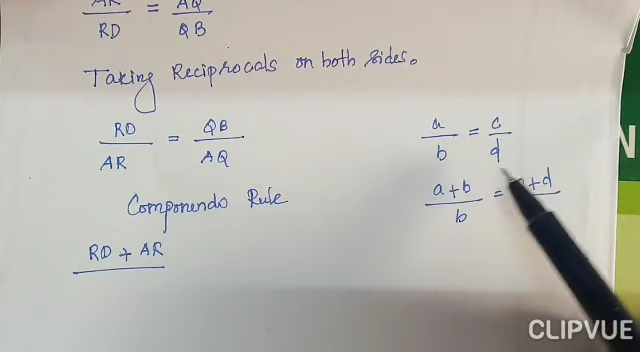 AR/RD = AQ/QB
Taking Reciprocals on both sides.
RD/AR = QB/AQ
a/b = c/d
Componendo Rule
(a+b)/b = +d
RD + AR
N
CLIPVUE